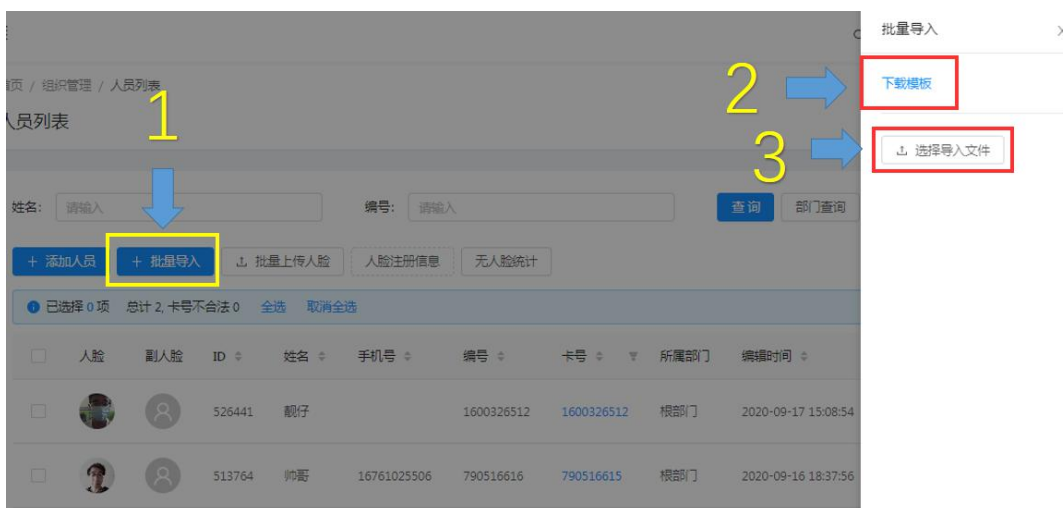 批量导入
页 / 组织管理 / 人员列表
1
2
下载模板
人员列表
3
选择导入文件
姓名: 请输入 编号: 请输入 查询 部门查询
+ 添加人员 + 批量导入 批量上传人脸 人脸注册信息 无人脸统计
已选择 0 项 总计 2, 卡号不合法 0 全选 取消全选
人脸 副人脸 ID 姓名 手机号 编号 卡号 所属部门 编辑时间
526441 靓仔 1600326512 1600326512 根部门 2020-09-17 15:08:54
513764 帅哥 16761025506 790516616 790516615 根部门 2020-09-16 18:37:56